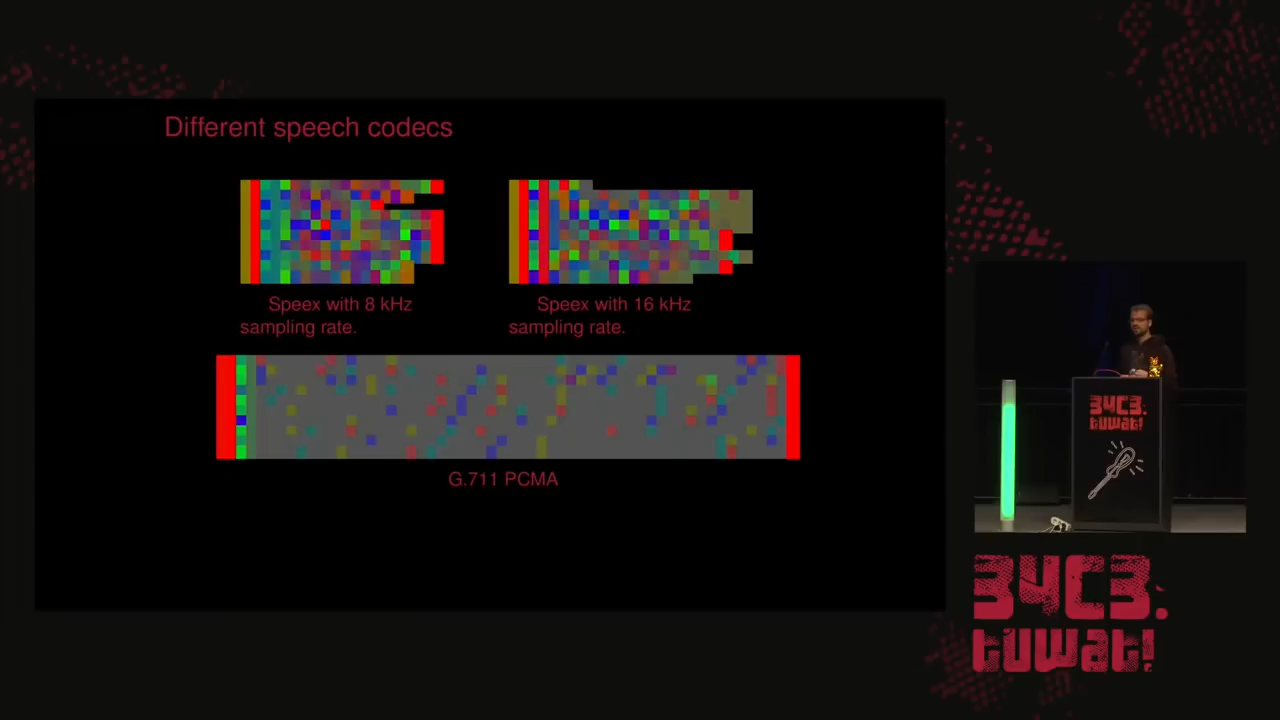 Different speech codecs
Speex with 8 kHz
sampling rate.
Speex with 16 kHz
sampling rate.
G.711 PCMA
34C3.
tuwat!
34C3.
tuwat!